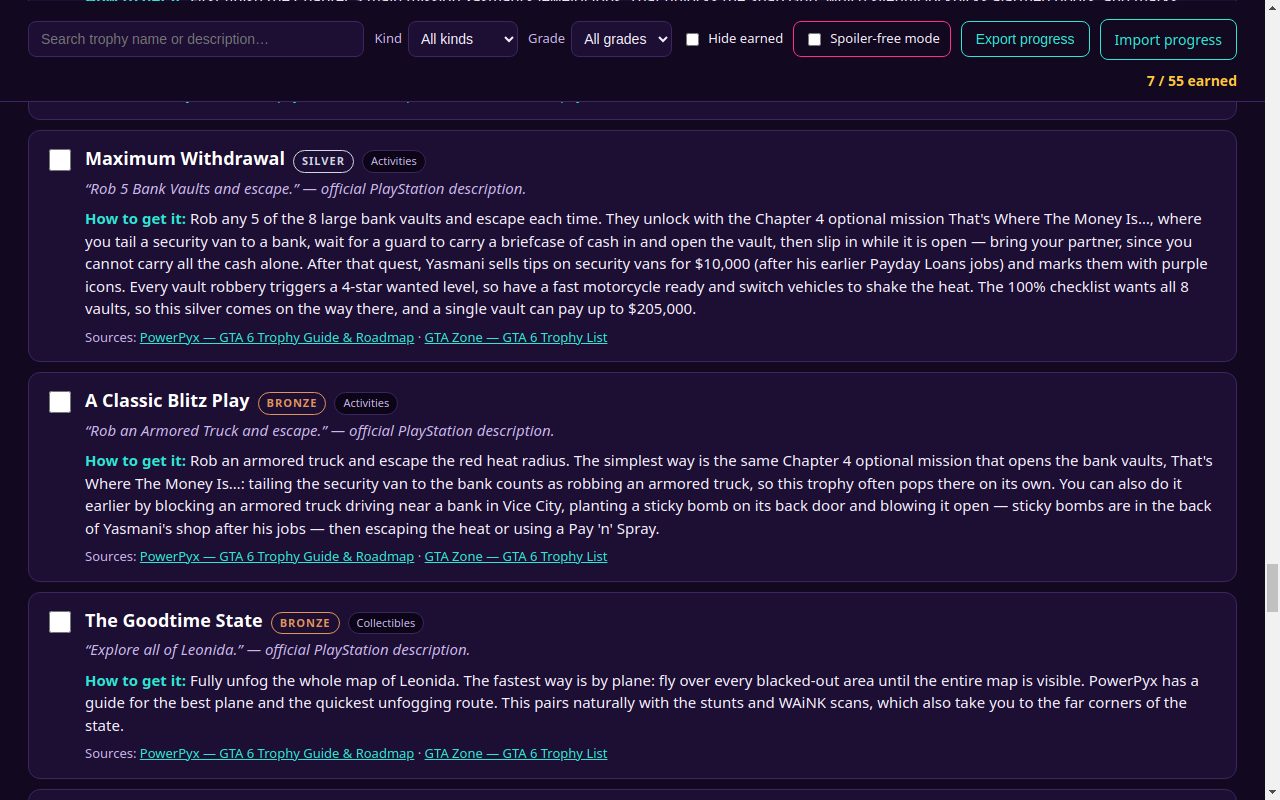 Search trophy name or description…
Kind
All kinds
Grade
All grades
Hide earned
Spoiler-free mode
Export progress
Import progress
7 / 55 earned
Maximum Withdrawal
SILVER
Activities
“Rob 5 Bank Vaults and escape.” — official PlayStation description.
How to get it: Rob any 5 of the 8 large bank vaults and escape each time. They unlock with the Chapter 4 optional mission That's Where The Money Is..., where
you tail a security van to a bank, wait for a guard to carry a briefcase of cash in and open the vault, then slip in while it is open — bring your partner, since you
cannot carry all the cash alone. After that quest, Yasmani sells tips on security vans for $10,000 (after his earlier Payday Loans jobs) and marks them with purple
icons. Every vault robbery triggers a 4-star wanted level, so have a fast motorcycle ready and switch vehicles to shake the heat. The 100% checklist wants all 8
vaults, so this silver comes on the way there, and a single vault can pay up to $205,000.
Sources: PowerPyx — GTA 6 Trophy Guide & Roadmap · GTA Zone — GTA 6 Trophy List
A Classic Blitz Play
BRONZE
Activities
“Rob an Armored Truck and escape.” — official PlayStation description.
How to get it: Rob an armored truck and escape the red heat radius. The simplest way is the same Chapter 4 optional mission that opens the bank vaults, That's
Where The Money Is...: tailing the security van to the bank counts as robbing an armored truck, so this trophy often pops there on its own. You can also do it
earlier by blocking an armored truck driving near a bank in Vice City, planting a sticky bomb on its back door and blowing it open — sticky bombs are in the back
of Yasmani's shop after his jobs — then escaping the heat or using a Pay 'n' Spray.
Sources: PowerPyx — GTA 6 Trophy Guide & Roadmap · GTA Zone — GTA 6 Trophy List
The Goodtime State
BRONZE
Collectibles
“Explore all of Leonida.” — official PlayStation description.
How to get it: Fully unfog the whole map of Leonida. The fastest way is by plane: fly over every blacked-out area until the entire map is visible. PowerPyx has a
guide for the best plane and the quickest unfogging route. This pairs naturally with the stunts and WAiNK scans, which also take you to the far corners of the
state.
Sources: PowerPyx — GTA 6 Trophy Guide & Roadmap · GTA Zone — GTA 6 Trophy List